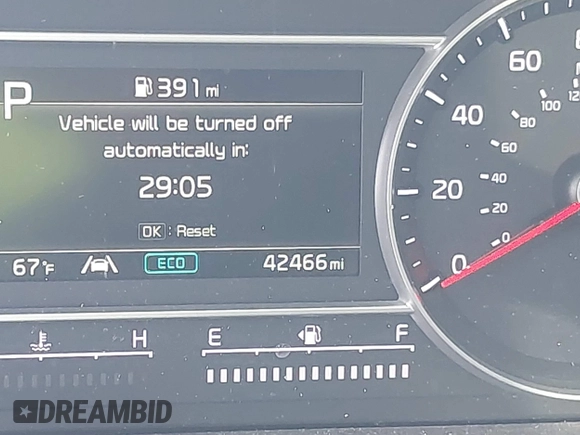 P
391 mi
Vehicle will be turned off
automatically in:
29:05
OK : Reset
67°F
ECO
42466 mi
H
E
F
0
20
40
60
0
20
40
60
80
100
DREAMBID